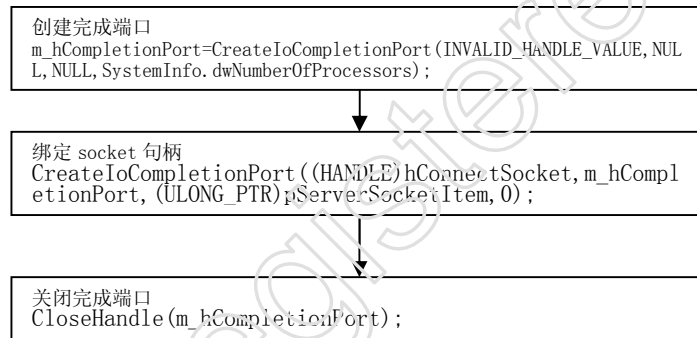 创建完成端口
m_hCompletionPort=CreateIoCompletionPort(INVALID_HANDLE_VALUE,NUL
L,NULL,SystemInfo.dwNumberOfProcessors);
绑定 socket 句柄
CreateIoCompletionPort((HANDLE)hConnectSocket,m_hCompl
etionPort,(ULONG_PTR)pServerSocketItem,0);
关闭完成端口
CloseHandle(m_hCompletionPort);